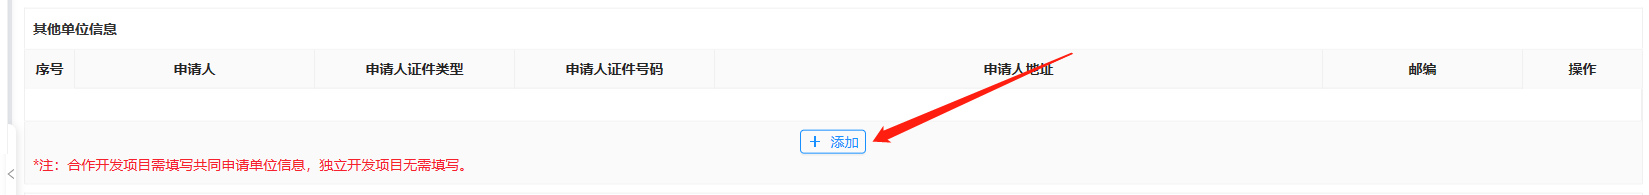 其他单位信息
序号 申请人 申请人证件类型 申请人证件号码 申请人地址 邮编 操作
+ 添加
*注：合作开发项目需填写共同申请单位信息，独立开发项目无需填写。